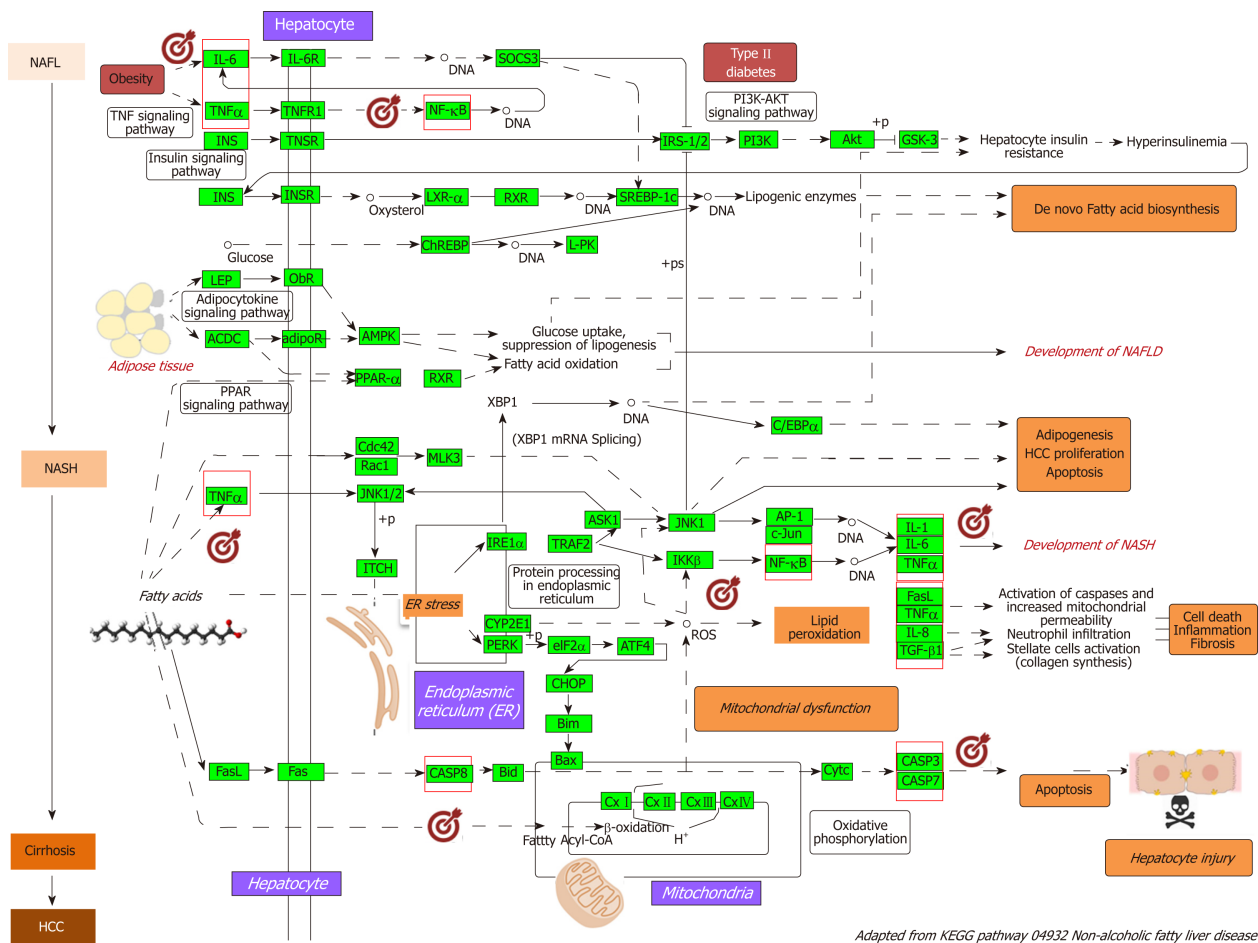 Hepatocyte
NAFL
IL-6
IL-6R
DNA
SOCS3
Type II
diabetes
Obesity
TNFα
TNFR1
NF-κB
DNA
PI3K-AKT
signaling pathway
TNF signaling
pathway
INS
TNSR
IRS-1/2
PI3K
Akt
+p
GSK-3
Hepatocyte insulin
resistance
Hyperinsulinemia
Insulin signaling
pathway
INS
INSR
Oxysterol
LXR-α
RXR
DNA
SREBP-1c
DNA
Lipogenic enzymes
De novo Fatty acid biosynthesis
Glucose
ChREBP
DNA
L-PK
+ps
LEP
ObR
Adipocytokine
signaling pathway
ACDC
adipoR
AMPK
Glucose uptake,
suppression of lipogenesis
Fatty acid oxidation
Development of NAFLD
Adipose tissue
PPAR-α
RXR
PPAR
signaling pathway
XBP1
DNA
(XBP1 mRNA Splicing)
C/EBPα
Adipogenesis
HCC proliferation
Apoptosis
NASH
Cdc42
Rac1
MLK3
TNFα
JNK1/2
+p
ASK1
JNK1
AP-1
c-Jun
DNA
IL-1
IL-6
TNFα
Development of NASH
IRE1α
TRAF2
IKKβ
NF-κB
DNA
ITCH
Protein processing
in endoplasmic
reticulum
Fatty acids
ER stress
FasL
TNFα
IL-8
TGF-β1
Activation of caspases and
increased mitochondrial
permeability
Neutrophil infiltration
Stellate cells activation
(collagen synthesis)
Cell death
Inflammation
Fibrosis
CYP2E1
+p
PERK
eIF2α
ATF4
ROS
Lipid
peroxidation
CHOP
Endoplasmic
reticulum (ER)
Bim
Mitochondrial dysfunction
Bax
FasL
Fas
CASP8
Bid
Cytc
CASP3
CASP7
Apoptosis
Cx I
Cx II
Cx III
Cx IV
β-oxidation
H+
Fattty Acyl-CoA
Oxidative
phosphorylation
Cirrhosis
Hepatocyte injury
Hepatocyte
Mitochondria
HCC
Adapted from KEGG pathway 04932 Non-alcoholic fatty liver disease